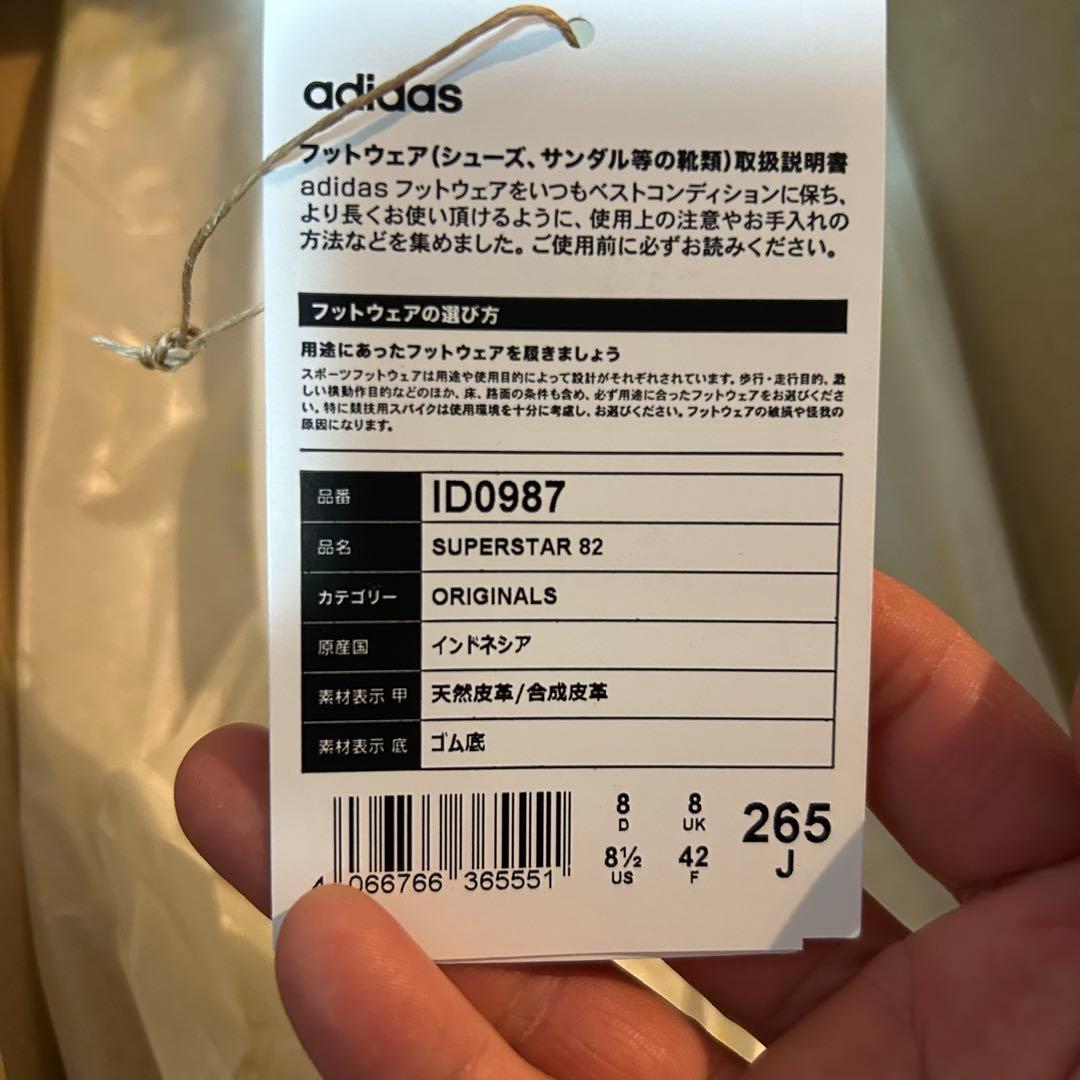 adidas
フットウェア(シューズ、サンダル等の靴類)取扱説明書
adidas フットウェアをいつもベストコンディションに保ち、
より長くお使い頂けるように、使用上の注意やお手入れの
方法などを集めました。ご使用前に必ずお読みください。
フットウェアの選び方
用途にあったフットウェアを履きましょう
スポーツフットウェアは用途や使用目的によって設計がそれぞれされています。歩行・走行目的、激
しい横動作目的などのほか、床、路面の条件も含め、必ず用途に合ったフットウェアをお選びくださ
い。特に競技用スパイクは使用環境を十分に考慮し、お選びください。フットウェアの破損や怪我の
原因になります。
品番 ID0987
品名 SUPERSTAR 82
カテゴリー ORIGINALS
原産国 インドネシア
素材表示 甲 天然皮革/合成皮革
素材表示 底 ゴム底
8 8 265
D UK J
8½ 42
US F
4 066766 365551